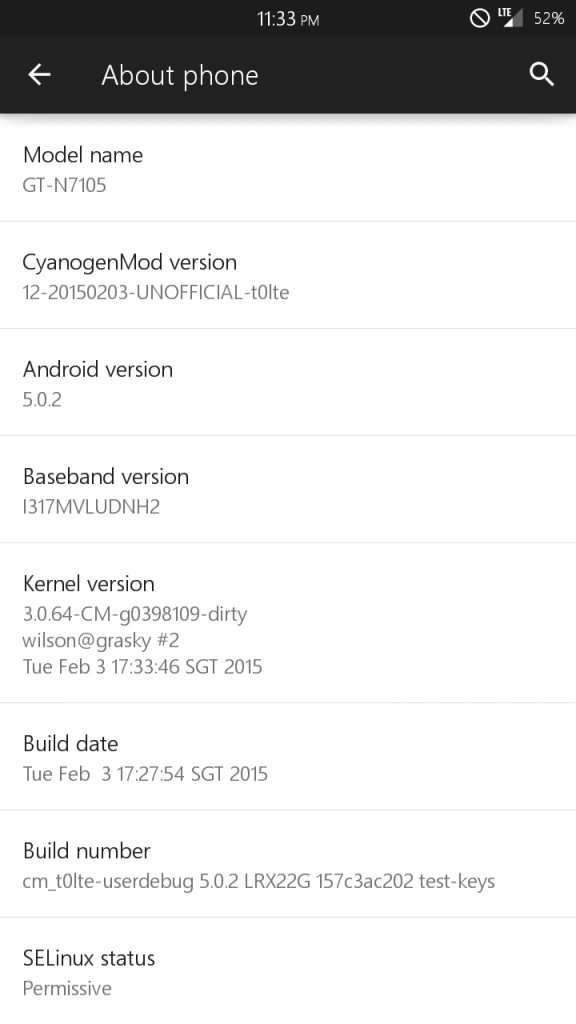 11:33 PM
LTE
52%
About phone
Model name
GT-N7105
CyanogenMod version
12-20150203-UNOFFICIAL-t0lte
Android version
5.0.2
Baseband version
I317MVLUDNH2
Kernel version
3.0.64-CM-g0398109-dirty
wilson@grasky #2
Tue Feb 3 17:33:46 SGT 2015
Build date
Tue Feb  3 17:27:54 SGT 2015
Build number
cm_t0lte-userdebug 5.0.2 LRX22G 157c3ac202 test-keys
SELinux status
Permissive